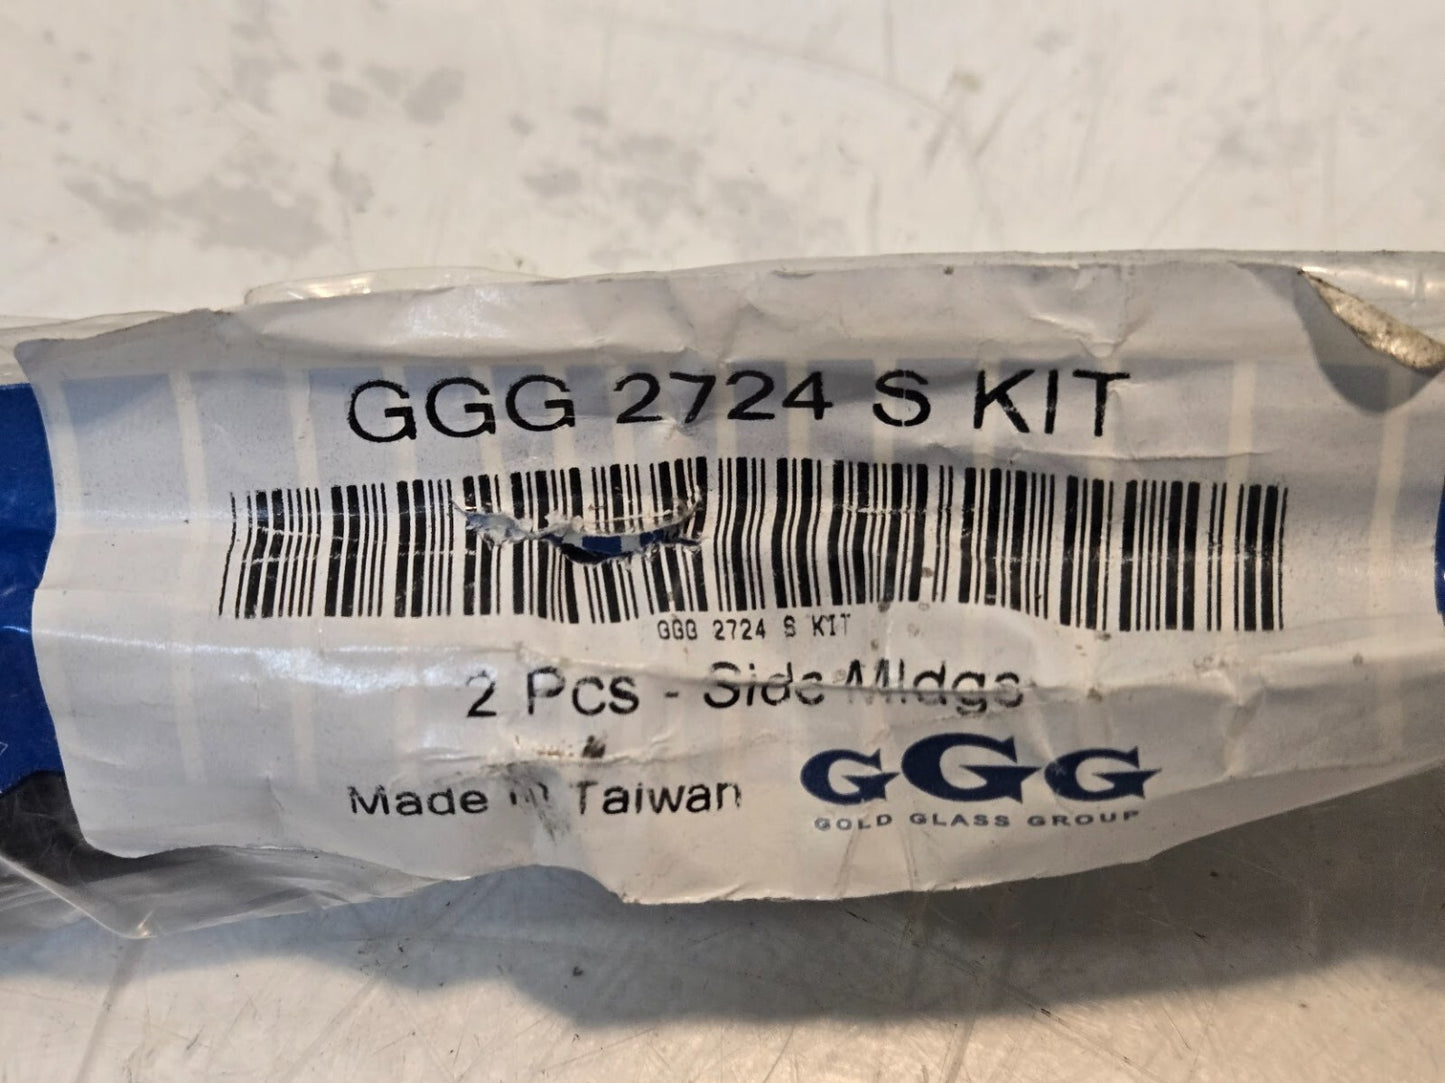 GGG 2724 S KIT
GGG 2724 S KIT
2 Pcs - Side Mldgs
Made in Taiwan
GGG
GOLD GLASS GROUP